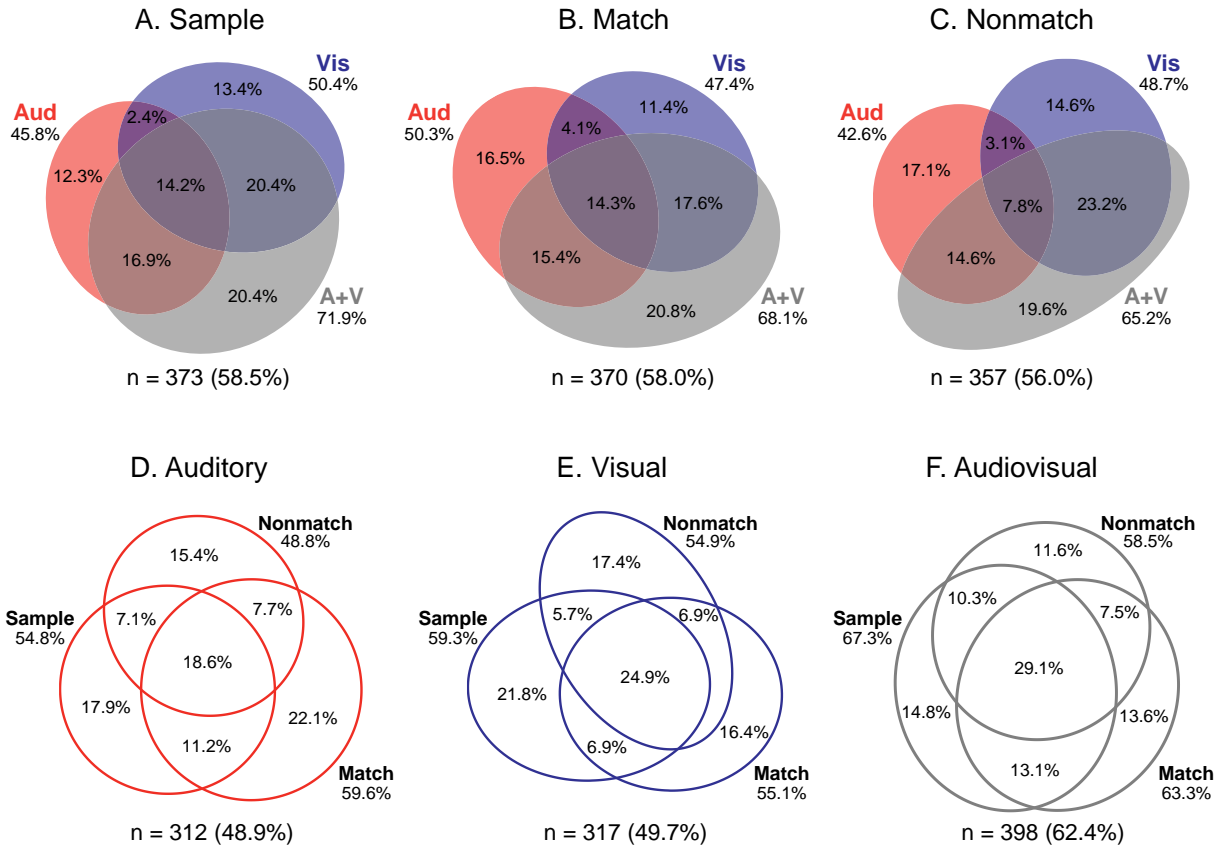 A. Sample
Vis
50.4%
13.4%
Aud
45.8%
2.4%
12.3%
14.2%
20.4%
16.9%
20.4%
A+V
71.9%
n = 373 (58.5%)
B. Match
Vis
47.4%
11.4%
Aud
50.3%
4.1%
16.5%
14.3%
17.6%
15.4%
20.8%
A+V
68.1%
n = 370 (58.0%)
C. Nonmatch
Vis
48.7%
14.6%
Aud
42.6%
3.1%
17.1%
7.8%
23.2%
14.6%
19.6%
A+V
65.2%
n = 357 (56.0%)
D. Auditory
Nonmatch
48.8%
15.4%
Sample
54.8%
7.1%
7.7%
18.6%
17.9%
22.1%
11.2%
Match
59.6%
n = 312 (48.9%)
E. Visual
Nonmatch
54.9%
17.4%
Sample
59.3%
5.7%
6.9%
24.9%
21.8%
16.4%
6.9%
Match
55.1%
n = 317 (49.7%)
F. Audiovisual
Nonmatch
58.5%
11.6%
Sample
67.3%
10.3%
7.5%
29.1%
14.8%
13.6%
13.1%
Match
63.3%
n = 398 (62.4%)